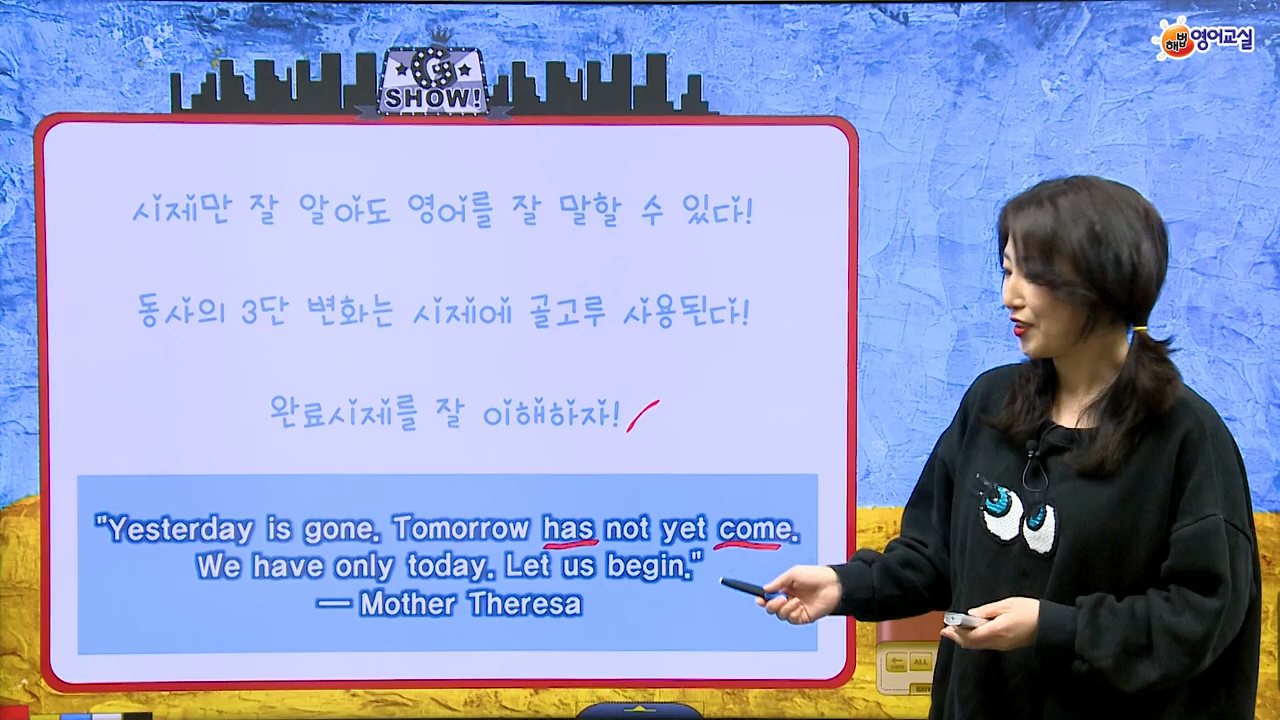 해법영어교실
G
SHOW!
시제만 잘 알아도 영어를 잘 말할 수 있다!
동사의 3단 변화는 시제에 골고루 사용된다!
완료시제를 잘 이해하자!
"Yesterday is gone. Tomorrow has not yet come.
We have only today. Let us begin."
— Mother Theresa
ALL
EXIT